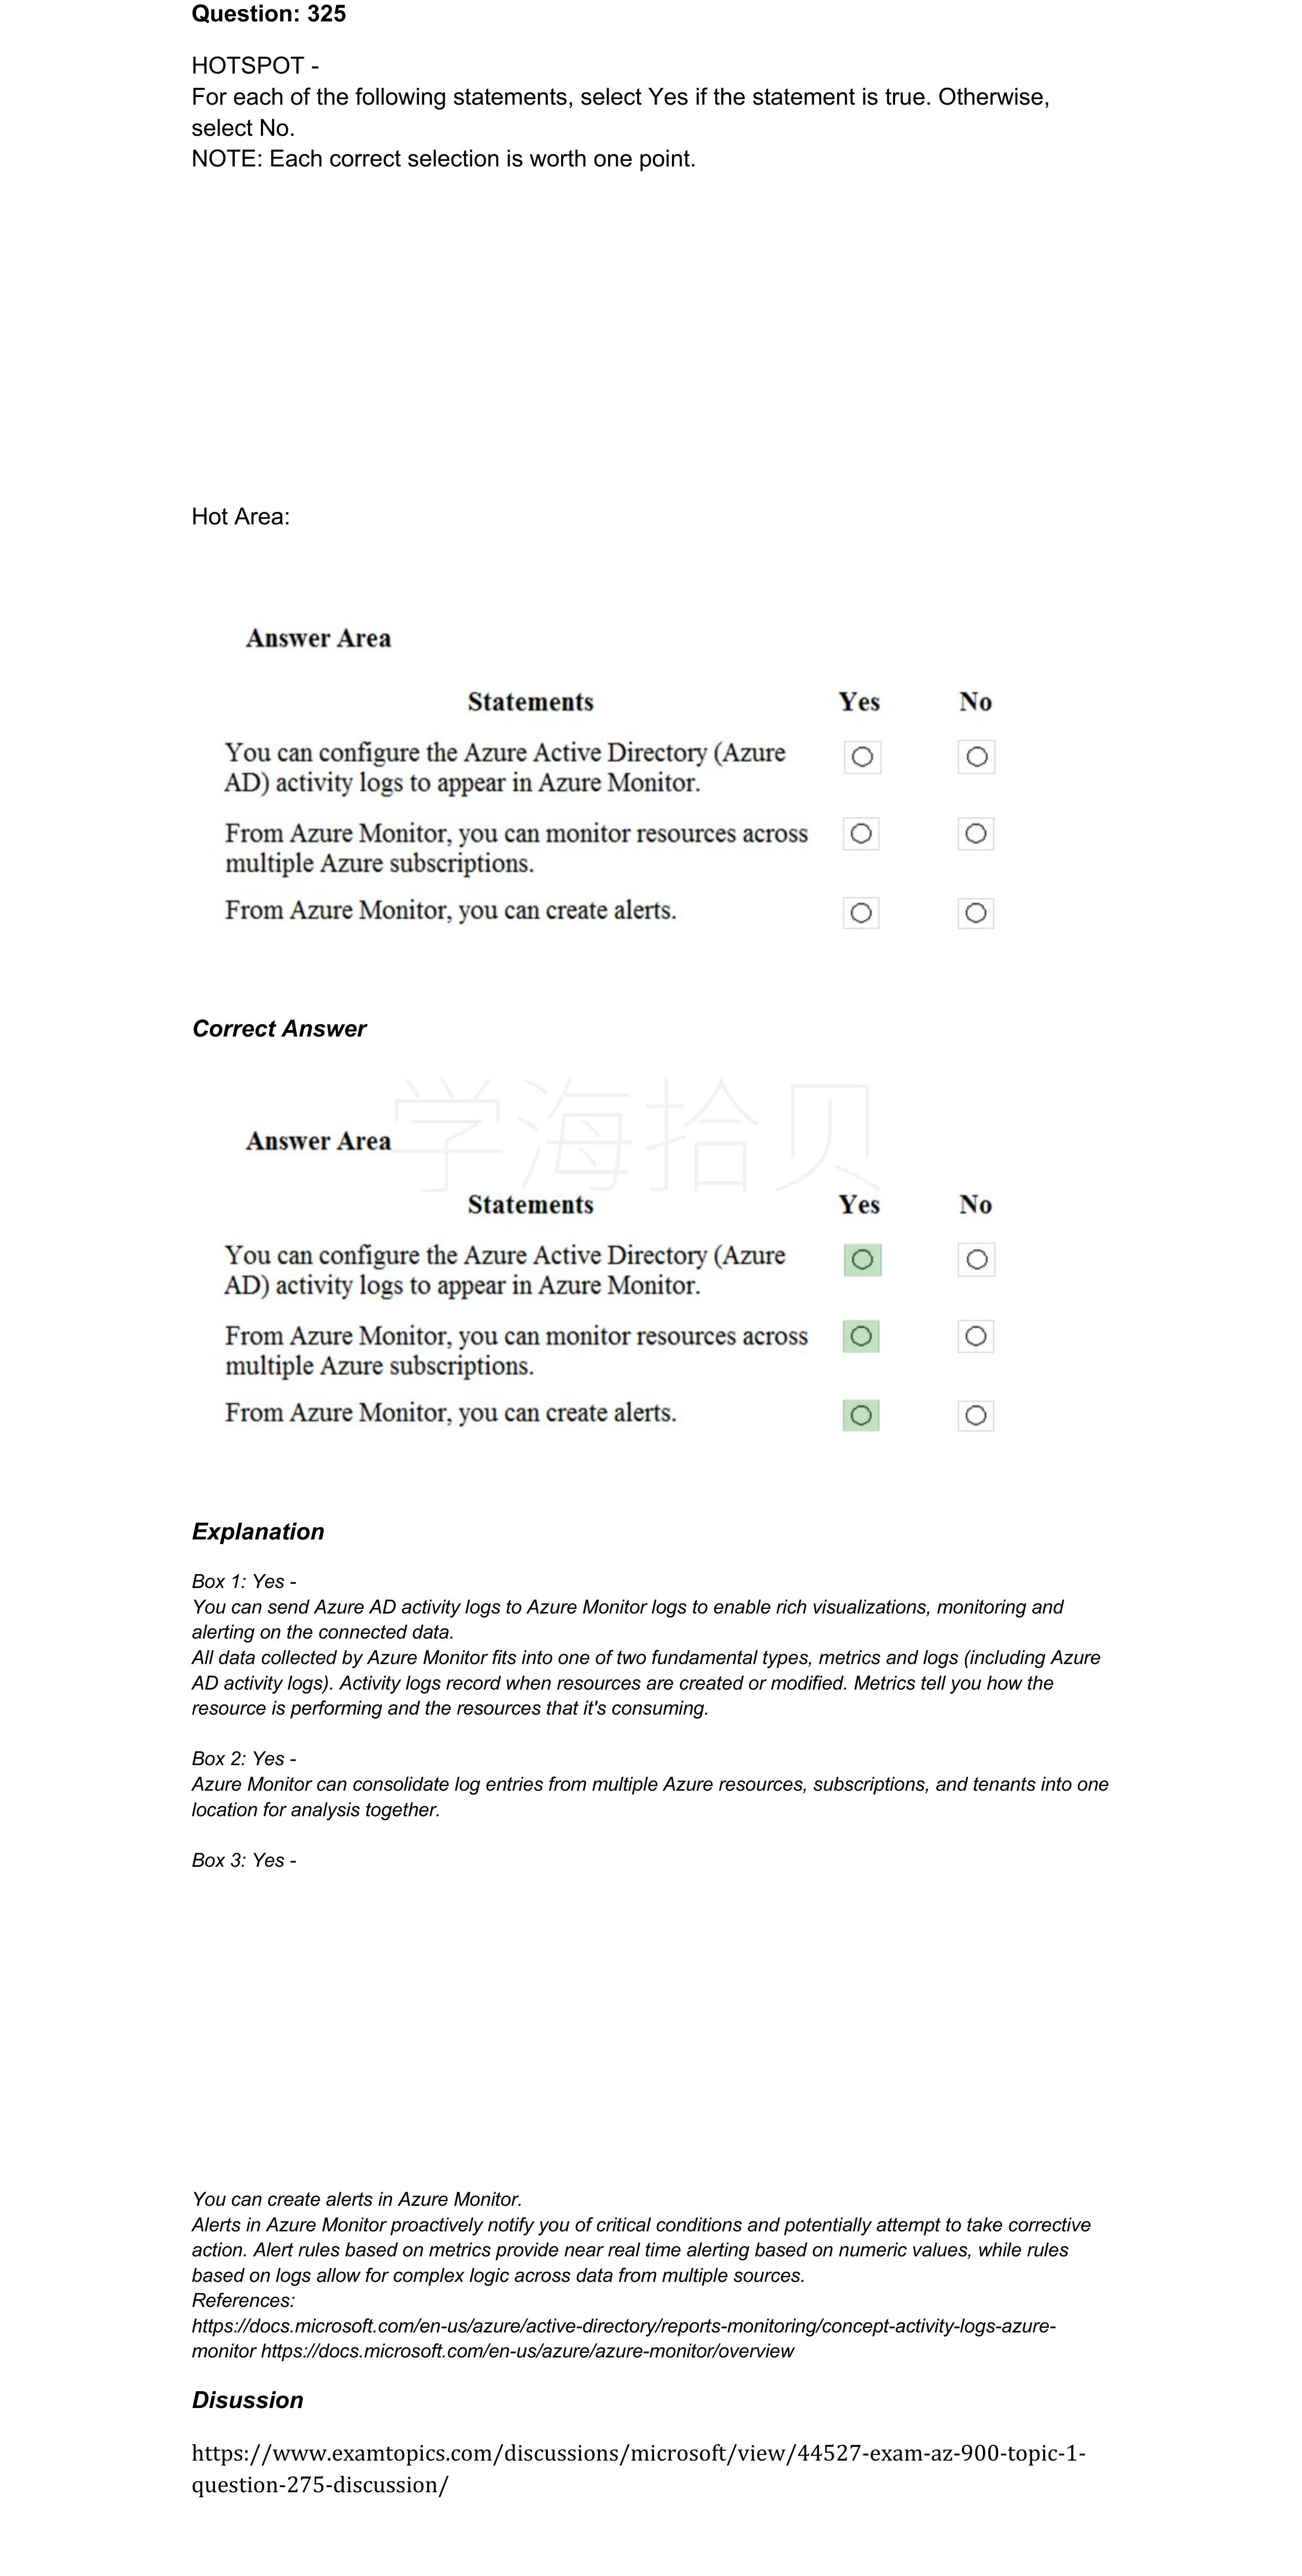 Question: 325
HOTSPOT -
For each of the following statements, select Yes if the statement is true. Otherwise,
select No.
NOTE: Each correct selection is worth one point.
Hot Area:
Answer Area
Statements Yes No
You can configure the Azure Active Directory (Azure
AD) activity logs to appear in Azure Monitor.
From Azure Monitor, you can monitor resources across
multiple Azure subscriptions.
From Azure Monitor, you can create alerts.
Correct Answer
学海拾贝
Answer Area
Statements Yes No
You can configure the Azure Active Directory (Azure
AD) activity logs to appear in Azure Monitor.
From Azure Monitor, you can monitor resources across
multiple Azure subscriptions.
From Azure Monitor, you can create alerts.
Explanation
Box 1: Yes -
You can send Azure AD activity logs to Azure Monitor logs to enable rich visualizations, monitoring and
alerting on the connected data.
All data collected by Azure Monitor fits into one of two fundamental types, metrics and logs (including Azure
AD activity logs). Activity logs record when resources are created or modified. Metrics tell you how the
resource is performing and the resources that it's consuming.
Box 2: Yes -
Azure Monitor can consolidate log entries from multiple Azure resources, subscriptions, and tenants into one
location for analysis together.
Box 3: Yes -
You can create alerts in Azure Monitor.
Alerts in Azure Monitor proactively notify you of critical conditions and potentially attempt to take corrective
action. Alert rules based on metrics provide near real time alerting based on numeric values, while rules
based on logs allow for complex logic across data from multiple sources.
References:
https://docs.microsoft.com/en-us/azure/active-directory/reports-monitoring/concept-activity-logs-azure-
monitor https://docs.microsoft.com/en-us/azure/azure-monitor/overview
Disussion
https://www.examtopics.com/discussions/microsoft/view/44527-exam-az-900-topic-1-
question-275-discussion/